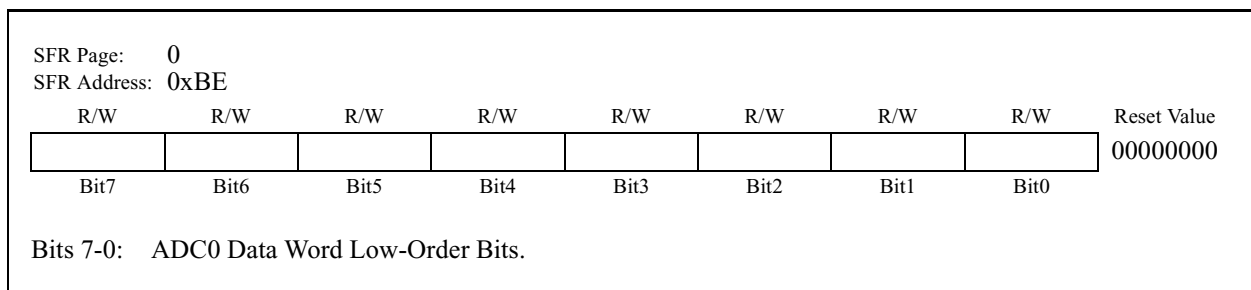 SFR Page: 0
SFR Address: 0xBE
R/W R/W R/W R/W R/W R/W R/W R/W Reset Value
00000000
Bit7 Bit6 Bit5 Bit4 Bit3 Bit2 Bit1 Bit0
Bits 7-0: ADC0 Data Word Low-Order Bits.